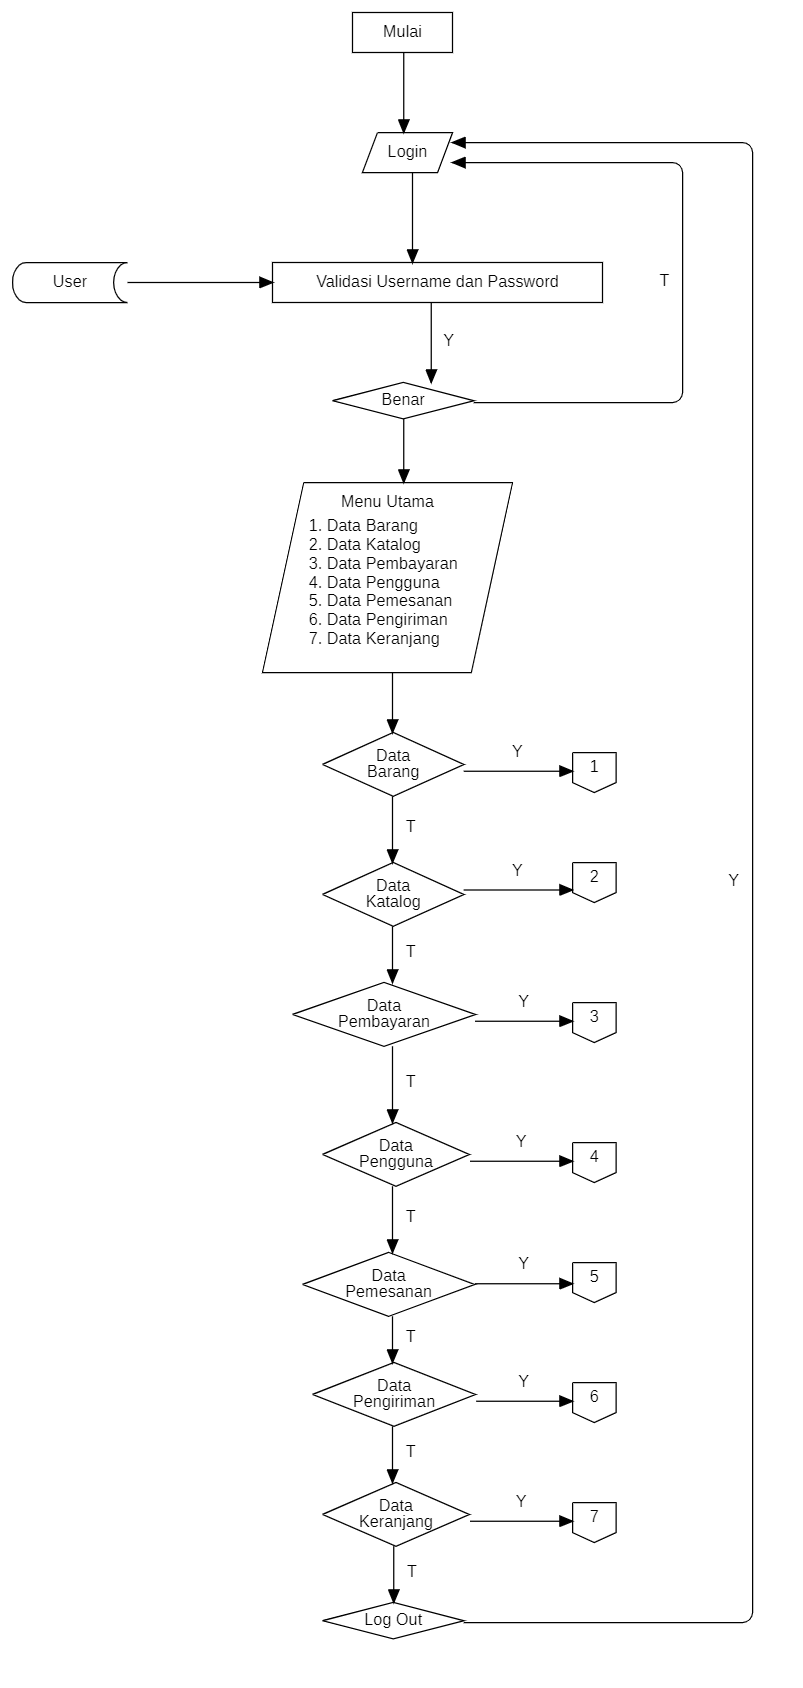 Mulai
Login
User
Validasi Username dan Password
T
Y
Benar
Menu Utama
1. Data Barang
2. Data Katalog
3. Data Pembayaran
4. Data Pengguna
5. Data Pemesanan
6. Data Pengiriman
7. Data Keranjang
Data
Barang
Y
1
T
Data
Katalog
Y
2
Y
T
Data
Pembayaran
Y
3
T
Data
Pengguna
Y
4
T
Data
Pemesanan
Y
5
T
Data
Pengiriman
Y
6
T
Data
Keranjang
Y
7
T
Log Out